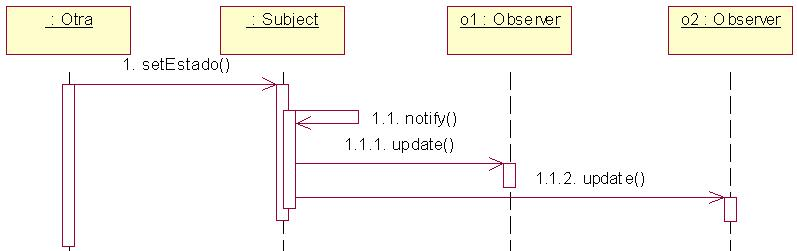 : Otra
: Subject
o1 : Observer
o2 : Observer
1. setEstado()
1.1. notify()
1.1.1. update()
1.1.2. update()